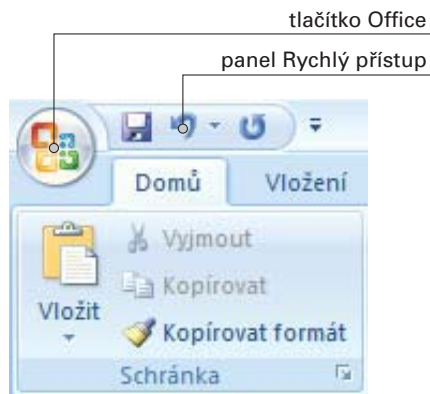 tlačítko Office
panel Rychlý přístup
Domů Vložení
Vyjmout
Kopírovat
Vložit
Kopírovat formát
Schránka